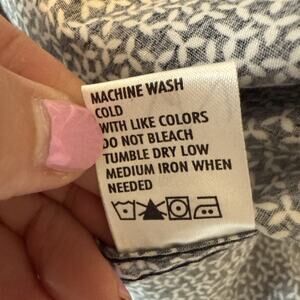 MACHINE WASH
COLD
WITH LIKE COLORS
DO NOT BLEACH
TUMBLE DRY LOW
MEDIUM IRON WHEN
NEEDED